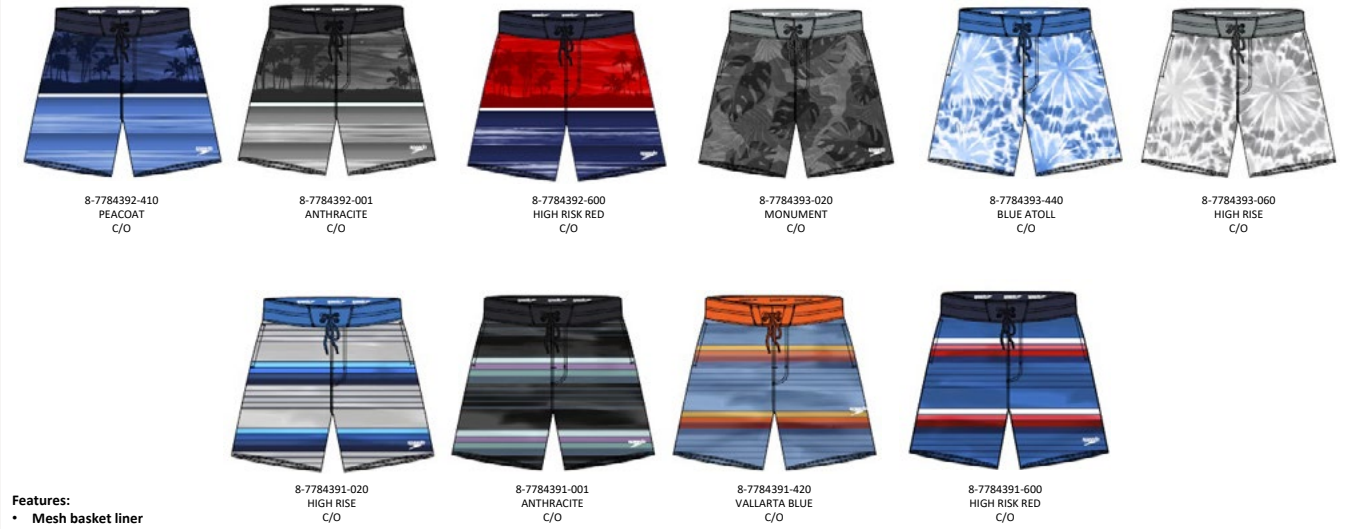 8-7784392-410
PEACOAT
C/O
8-7784392-001
ANTHRACITE
C/O
8-7784392-600
HIGH RISK RED
C/O
8-7784393-020
MONUMENT
C/O
8-7784393-440
BLUE ATOLL
C/O
8-7784393-060
HIGH RISE
C/O
8-7784391-020
HIGH RISE
C/O
8-7784391-001
ANTHRACITE
C/O
8-7784391-420
VALLARTA BLUE
C/O
8-7784391-600
HIGH RISK RED
C/O
Features:
• Mesh basket liner